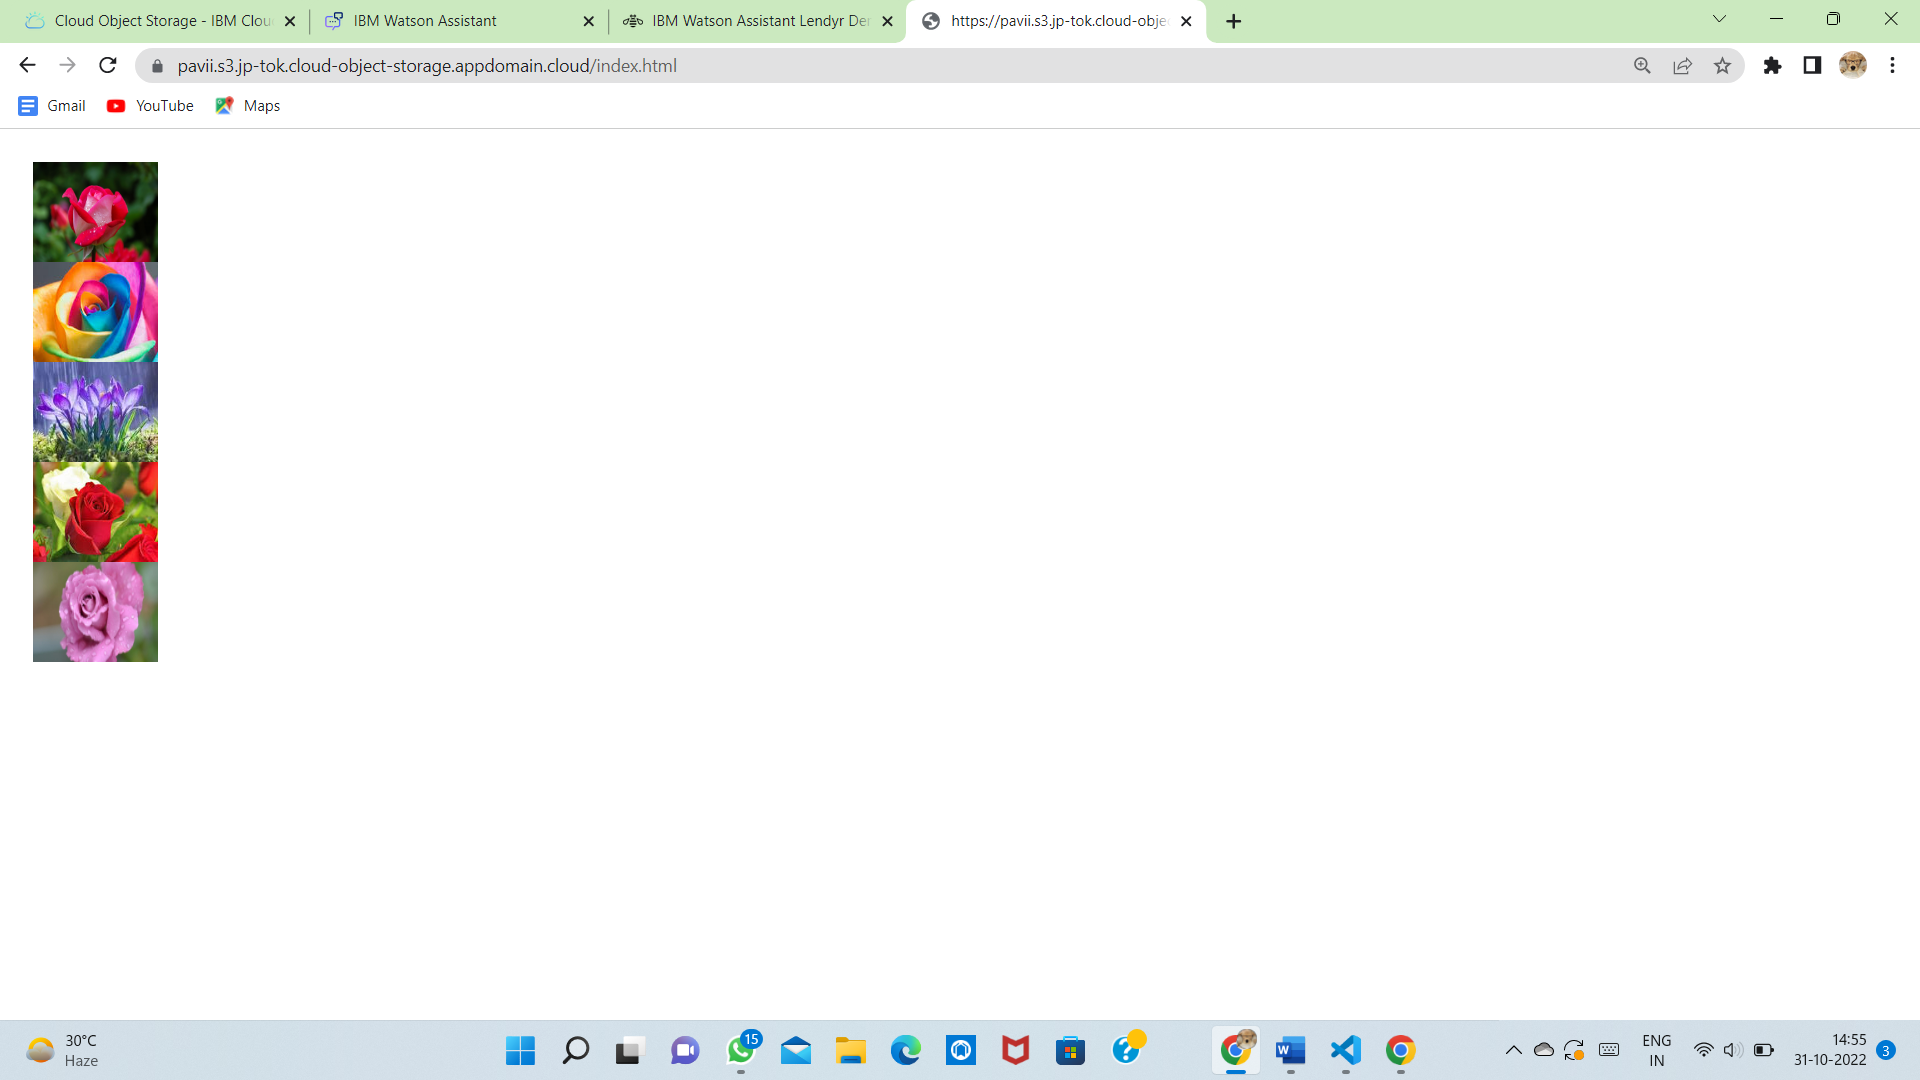 Cloud Object Storage - IBM Clou
IBM Watson Assistant
IBM Watson Assistant Lendyr Der
https://pavii.s3.jp-tok.cloud-obje
pavii.s3.jp-tok.cloud-object-storage.appdomain.cloud/index.html
Gmail
YouTube
Maps
30°C
Haze
15
ENG
IN
14:55
31-10-2022
3